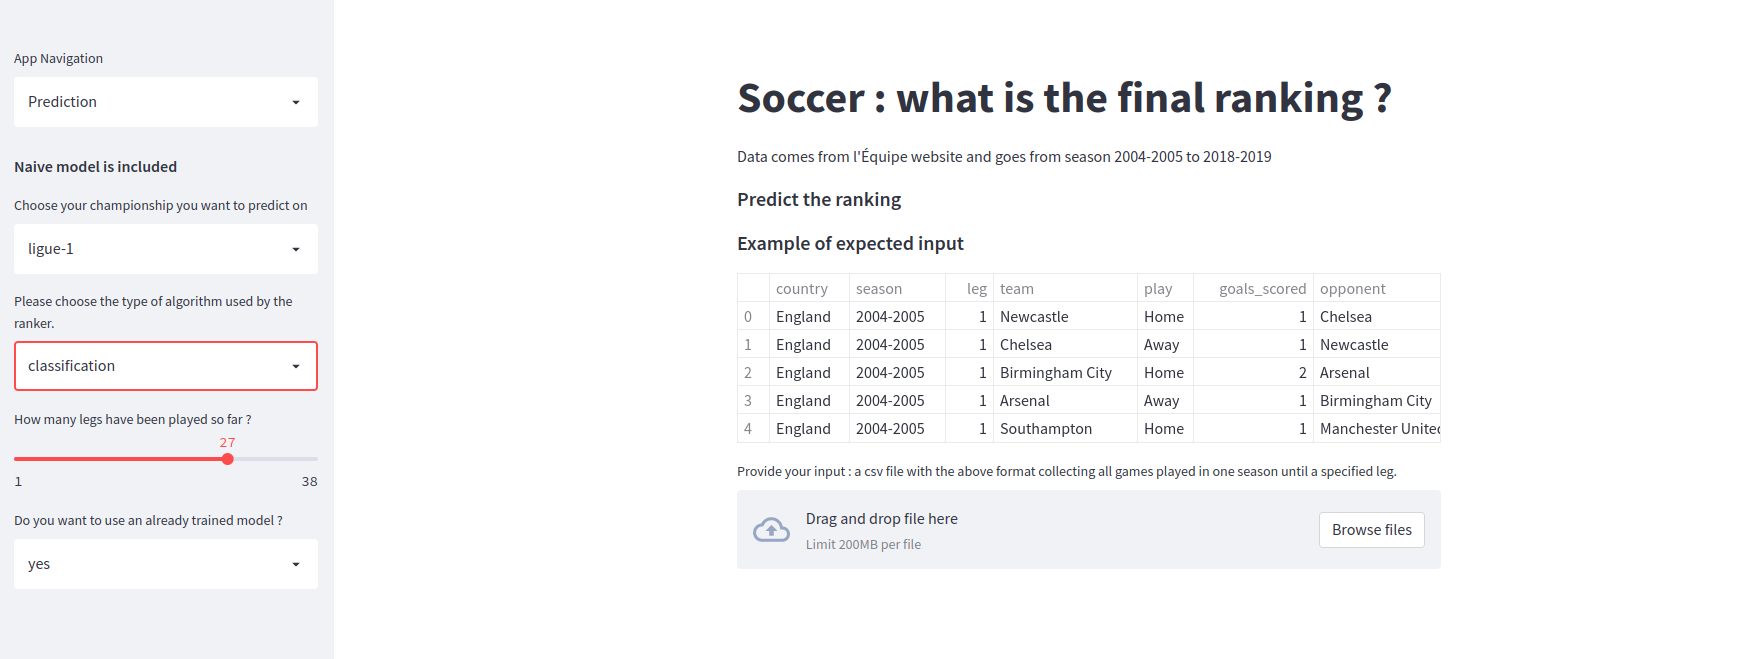 App Navigation
Prediction
Naive model is included
Choose your championship you want to predict on
ligue-1
Please choose the type of algorithm used by the
ranker.
classification
How many legs have been played so far ?
27
1 38
Do you want to use an already trained model ?
yes
Soccer : what is the final ranking ?
Data comes from l'Équipe website and goes from season 2004-2005 to 2018-2019
Predict the ranking
Example of expected input
country season leg team play goals_scored opponent
0 England 2004-2005 1 Newcastle Home 1 Chelsea
1 England 2004-2005 1 Chelsea Away 1 Newcastle
2 England 2004-2005 1 Birmingham City Home 2 Arsenal
3 England 2004-2005 1 Arsenal Away 1 Birmingham City
4 England 2004-2005 1 Southampton Home 1 Manchester United
Provide your input : a csv file with the above format collecting all games played in one season until a specified leg.
Drag and drop file here
Limit 200MB per file
Browse files